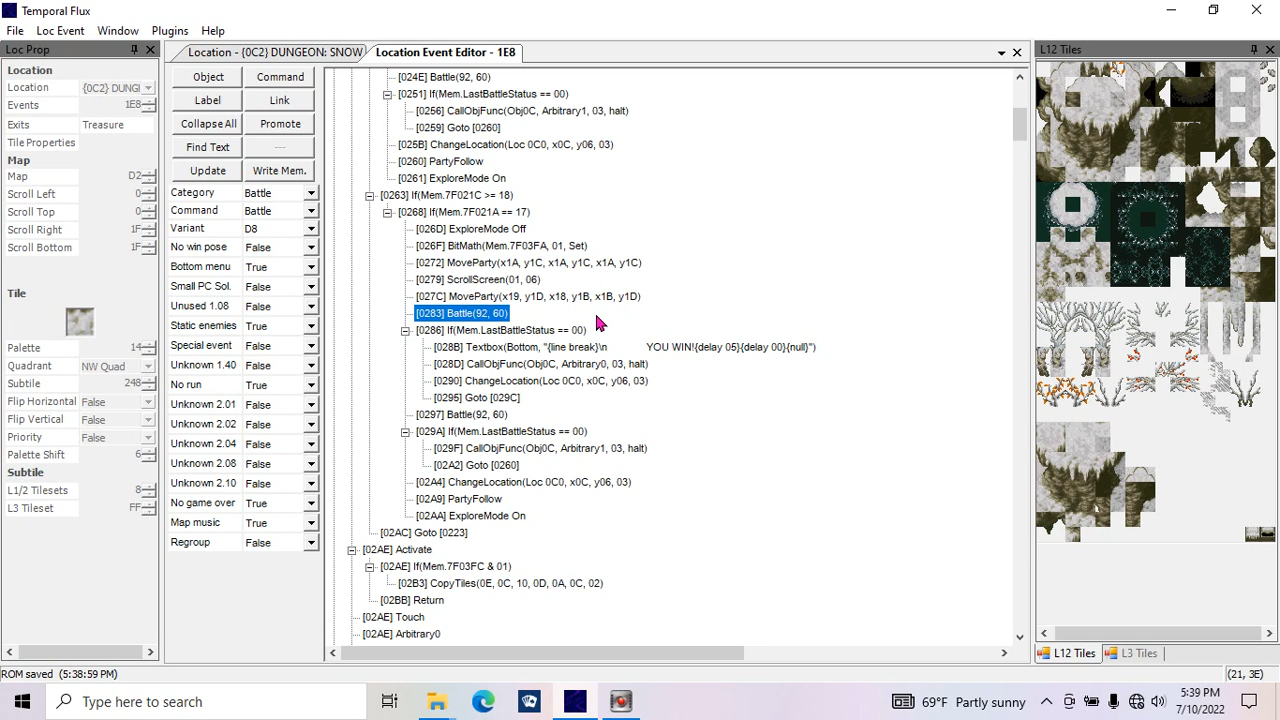 Temporal Flux
File Loc Event Window Plugins Help
Loc Prop
Location - {0C2} DUNGEON: SNOW
Location Event Editor - 1E8
L12 Tiles
Location
Location {0C2} DUNGI
Events 1E8
Exits Treasure
Tile Properties
Map
Map D2
Scroll Left 0
Scroll Top 0
Scroll Right 1F
Scroll Bottom 1F
Tile
Palette 14
Quadrant NW Quad
Subtile 248
Flip Horizontal False
Flip Vertical False
Priority False
Palette Shift 6
Subtile
L1/2 Tilesets 8
L3 Tileset FF
Object Command
Label Link
Collapse All Promote
Find Text ---
Update Write Mem.
Category Battle
Command Battle
Variant D8
No win pose False
Bottom menu True
Small PC Sol. False
Unused 1.08 False
Static enemies True
Special event False
Unknown 1.40 False
No run True
Unknown 2.01 False
Unknown 2.02 False
Unknown 2.04 False
Unknown 2.08 False
Unknown 2.10 False
No game over True
Map music True
Regroup False
[024E] Battle(92, 60)
[0251] If(Mem.LastBattleStatus == 00)
[0256] CallObjFunc(Obj0C, Arbitrary1, 03, halt)
[0259] Goto [0260]
[025B] ChangeLocation(Loc 0C0, x0C, y06, 03)
[0260] PartyFollow
[0261] ExploreMode On
[0263] If(Mem.7F021C >= 18)
[0268] If(Mem.7F021A == 17)
[026D] ExploreMode Off
[026F] BitMath(Mem.7F03FA, 01, Set)
[0272] MoveParty(x1A, y1C, x1A, y1C, x1A, y1C)
[0279] ScrollScreen(01, 06)
[027C] MoveParty(x19, y1D, x18, y1B, x1B, y1D)
[0283] Battle(92, 60)
[0286] If(Mem.LastBattleStatus == 00)
[028B] Textbox(Bottom, "{line break}\n YOU WIN!{delay 05}{delay 00}{null}")
[028D] CallObjFunc(Obj0C, Arbitrary0, 03, halt)
[0290] ChangeLocation(Loc 0C0, x0C, y06, 03)
[0295] Goto [029C]
[0297] Battle(92, 60)
[029A] If(Mem.LastBattleStatus == 00)
[029F] CallObjFunc(Obj0C, Arbitrary1, 03, halt)
[02A2] Goto [0260]
[02A4] ChangeLocation(Loc 0C0, x0C, y06, 03)
[02A9] PartyFollow
[02AA] ExploreMode On
[02AC] Goto [0223]
[02AE] Activate
[02AE] If(Mem.7F03FC & 01)
[02B3] CopyTiles(0E, 0C, 10, 0D, 0A, 0C, 02)
[02BB] Return
[02AE] Touch
[02AE] Arbitrary0
L12 Tiles L3 Tiles
ROM saved (5:38:59 PM)
(21, 3E)
Type here to search
69°F Partly sunny
5:39 PM
7/10/2022